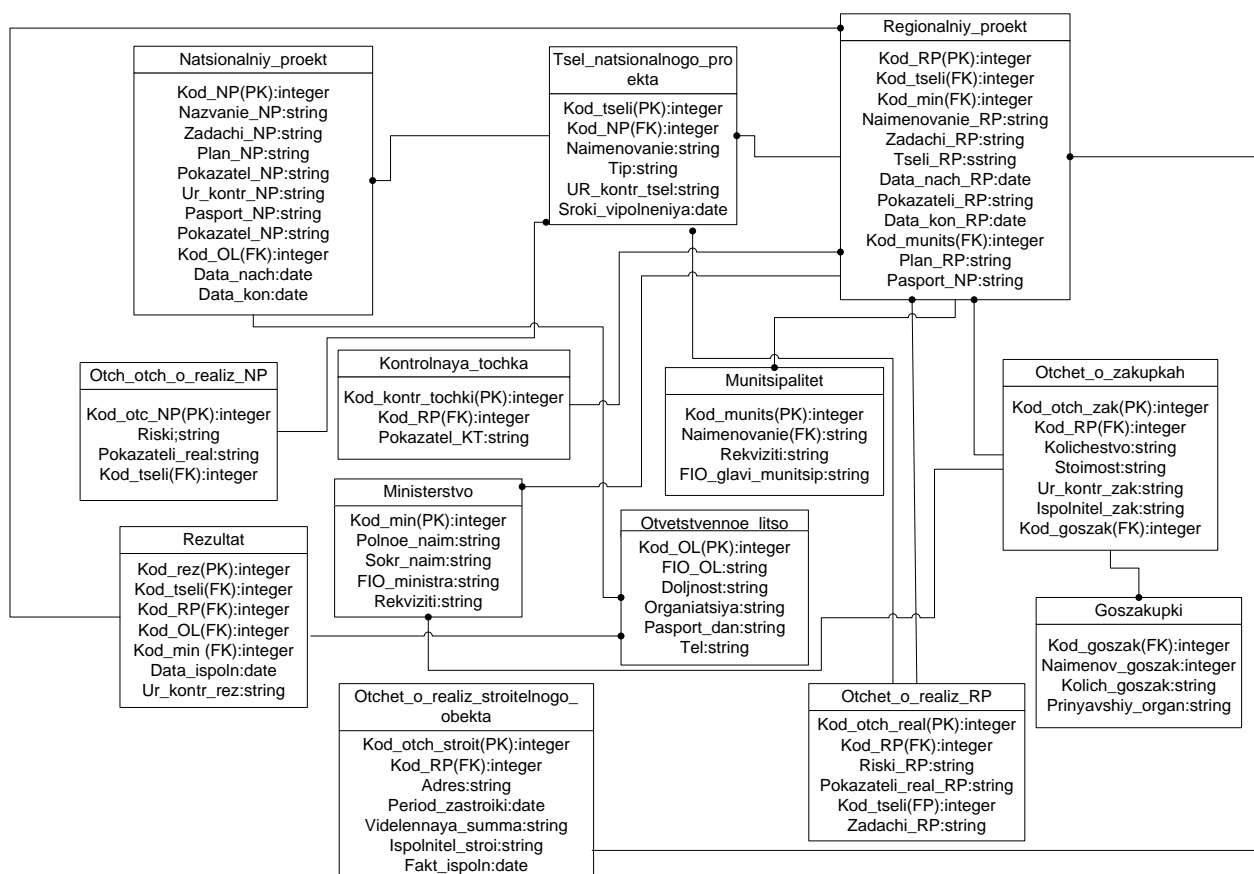 Natsionalniy_proekt
Kod_NP(PK):integer
Nazvanie_NP:string
Zadachi_NP:string
Plan_NP:string
Pokazatel_NP:string
Ur_kontr_NP:string
Pasport_NP:string
Pokazatel_NP:string
Kod_OL(FK):integer
Data_nach:date
Data_kon:date
Tsel_natsionalnogo_pro
ekta
Kod_tseli(PK):integer
Kod_NP(FK):integer
Naimenovanie:string
Tip:string
UR_kontr_tsel:string
Sroki_vipolneniya:date
Regionalniy_proekt
Kod_RP(PK):integer
Kod_tseli(FK):integer
Kod_min(FK):integer
Naimenovanie_RP:string
Zadachi_RP:string
Tseli_RP:sstring
Data_nach_RP:date
Pokazateli_RP:string
Data_kon_RP:date
Kod_munits(FK):integer
Plan_RP:string
Pasport_NP:string
Otch_otch_o_realiz_NP
Kod_otc_NP(PK):integer
Riski;string
Pokazateli_real:string
Kod_tseli(FK):integer
Kontrolnaya_tochka
Kod_kontr_tochki(PK):integer
Kod_RP(FK):integer
Pokazatel_KT:string
Munitsipalitet
Kod_munits(PK):integer
Naimenovanie(FK):string
Rekviziti:string
FIO_glavi_munitsip:string
Otchet_o_zakupkah
Kod_otch_zak(PK):integer
Kod_RP(FK):integer
Kolichestvo:string
Stoimost:string
Ur_kontr_zak:string
Ispolnitel_zak:string
Kod_goszak(FK):integer
Ministerstvo
Kod_min(PK):integer
Polnoe_naim:string
Sokr_naim:string
FIO_ministra:string
Rekviziti:string
Otvetstvennoe_litso
Kod_OL(PK):integer
FIO_OL:string
Doljnost:string
Organiatsiya:string
Pasport_dan:string
Tel:string
Rezultat
Kod_rez(PK):integer
Kod_tseli(FK):integer
Kod_RP(FK):integer
Kod_OL(FK):integer
Kod_min (FK):integer
Data_ispoln:date
Ur_kontr_rez:string
Goszakupki
Kod_goszak(FK):integer
Naimenov_goszak:integer
Kolich_goszak:string
Prinyavshiy_organ:string
Otchet_o_realiz_stroitelnogo_
obekta
Kod_otch_stroit(PK):integer
Kod_RP(FK):integer
Adres:string
Period_zastroiki:date
Videlennaya_summa:string
Ispolnitel_stroi:string
Fakt_ispoln:date
Otchet_o_realiz_RP
Kod_otch_real(PK):integer
Kod_RP(FK):integer
Riski_RP:string
Pokazateli_real_RP:string
Kod_tseli(FP):integer
Zadachi_RP:string